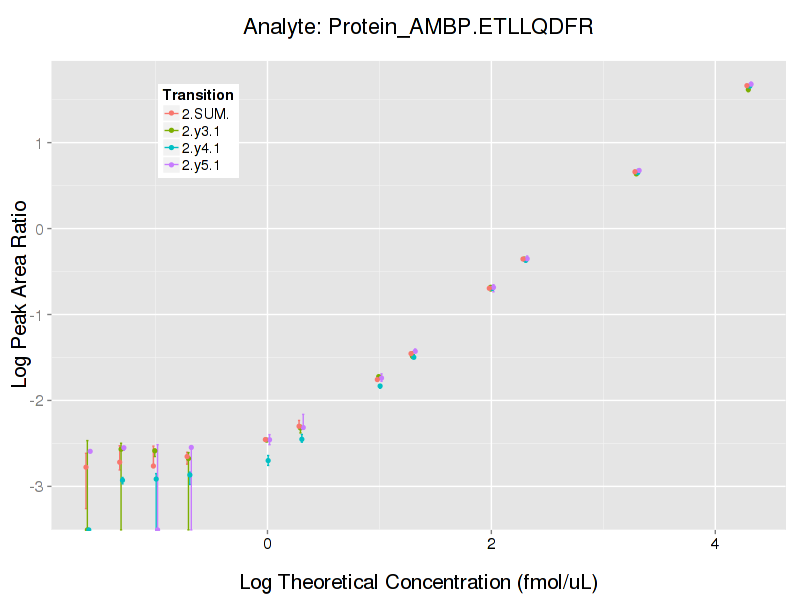 Analyte: Protein_AMBP.ETLLQDFR
Transition
2.SUM.
2.y3.1
2.y4.1
2.y5.1
Log Peak Area Ratio
1
0
-1
-2
-3
0
2
4
Log Theoretical Concentration (fmol/uL)